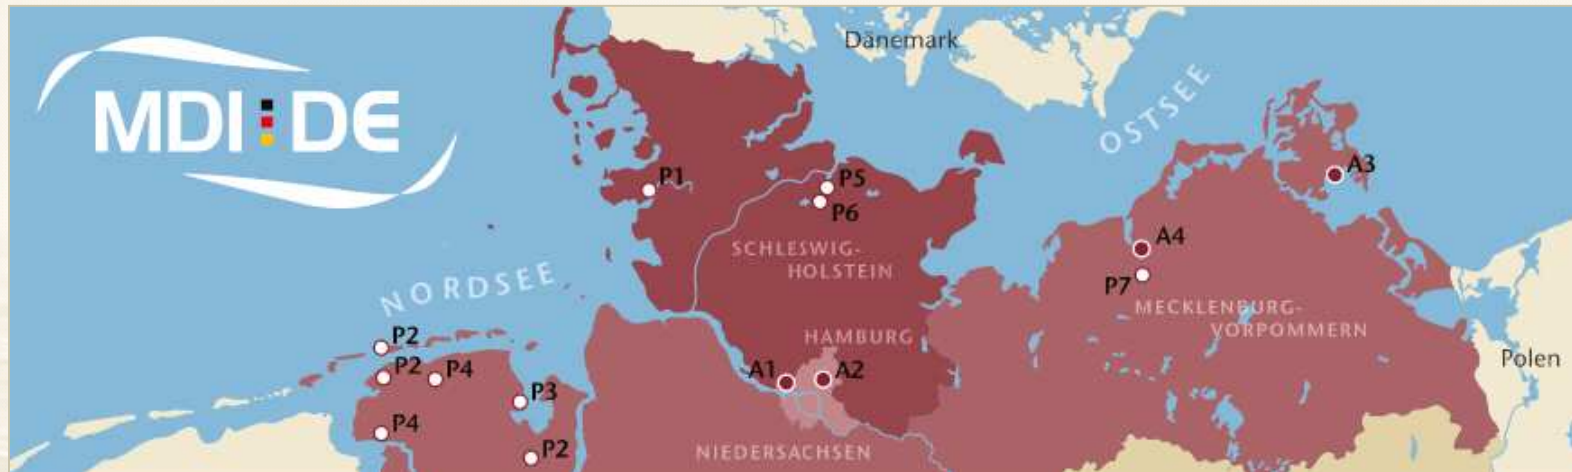 Dänemark
MDI:DE
OSTSEE
P1
P5
P6
A3
SCHLESWIG-
HOLSTEIN
A4
P7
NORDSEE
MECKLENBURG-
VORPOMMERN
HAMBURG
P2
P2
P4
A1
A2
Polen
P3
P4
P2
NIEDERSACHSEN